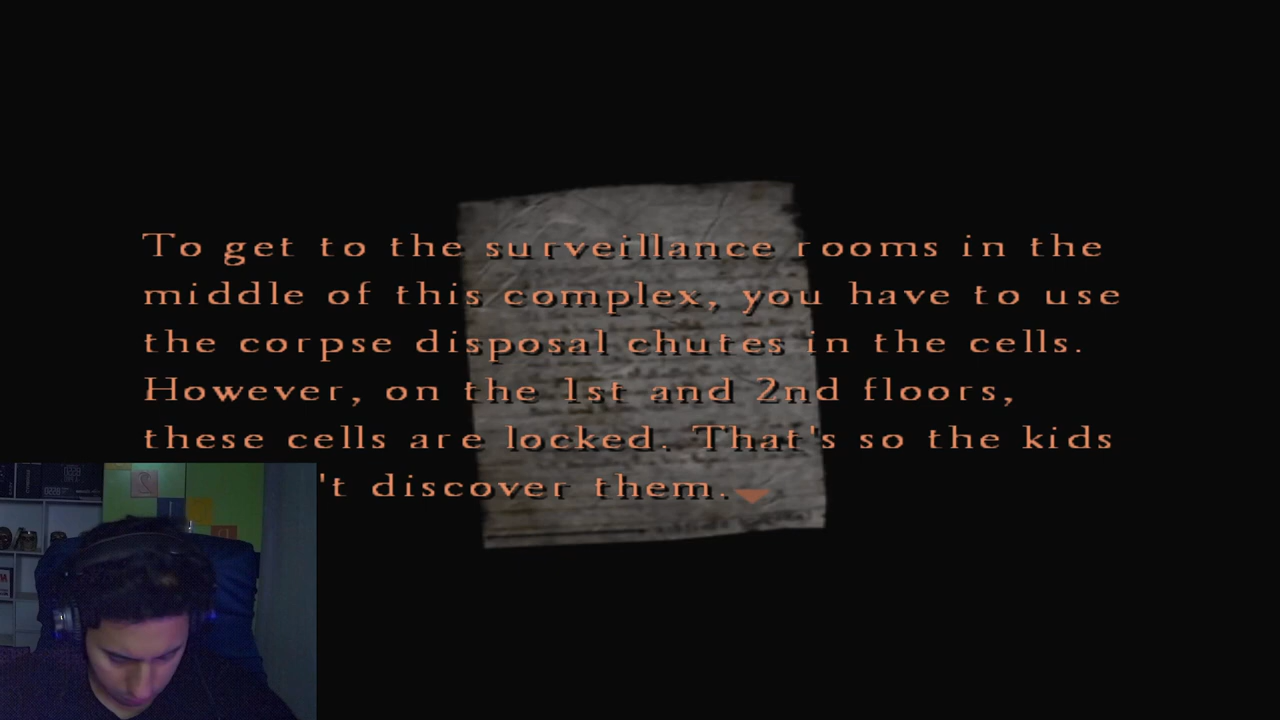 To get to the surveillance rooms in the
middle of this complex, you have to use
the corpse disposal chutes in the cells.
However, on the 1st and 2nd floors,
these cells are locked. That's so the kids
't discover them.